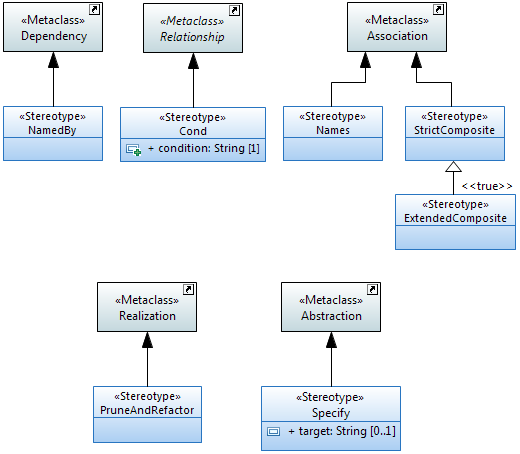 «Metaclass»
Dependency
«Metaclass»
Relationship
«Metaclass»
Association
«Stereotype»
NamedBy
«Stereotype»
Cond
+ condition: String [1]
«Stereotype»
Names
«Stereotype»
StrictComposite
<<true>>
«Stereotype»
ExtendedComposite
«Metaclass»
Realization
«Metaclass»
Abstraction
«Stereotype»
PruneAndRefactor
«Stereotype»
Specify
+ target: String [0..1]